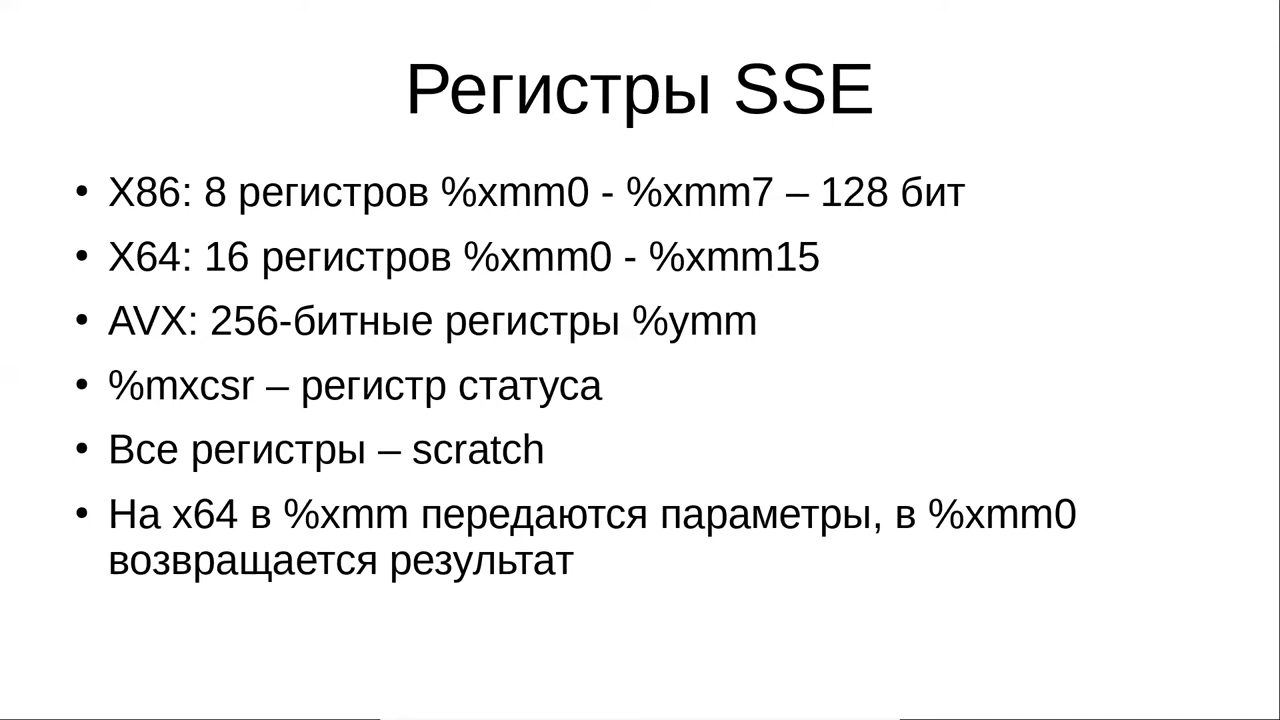 Регистры SSE
• X86: 8 регистров %xmm0 - %xmm7 – 128 бит
• X64: 16 регистров %xmm0 - %xmm15
• AVX: 256-битные регистры %ymm
• %mxcsr – регистр статуса
• Все регистры – scratch
• На x64 в %xmm передаются параметры, в %xmm0
возвращается результат